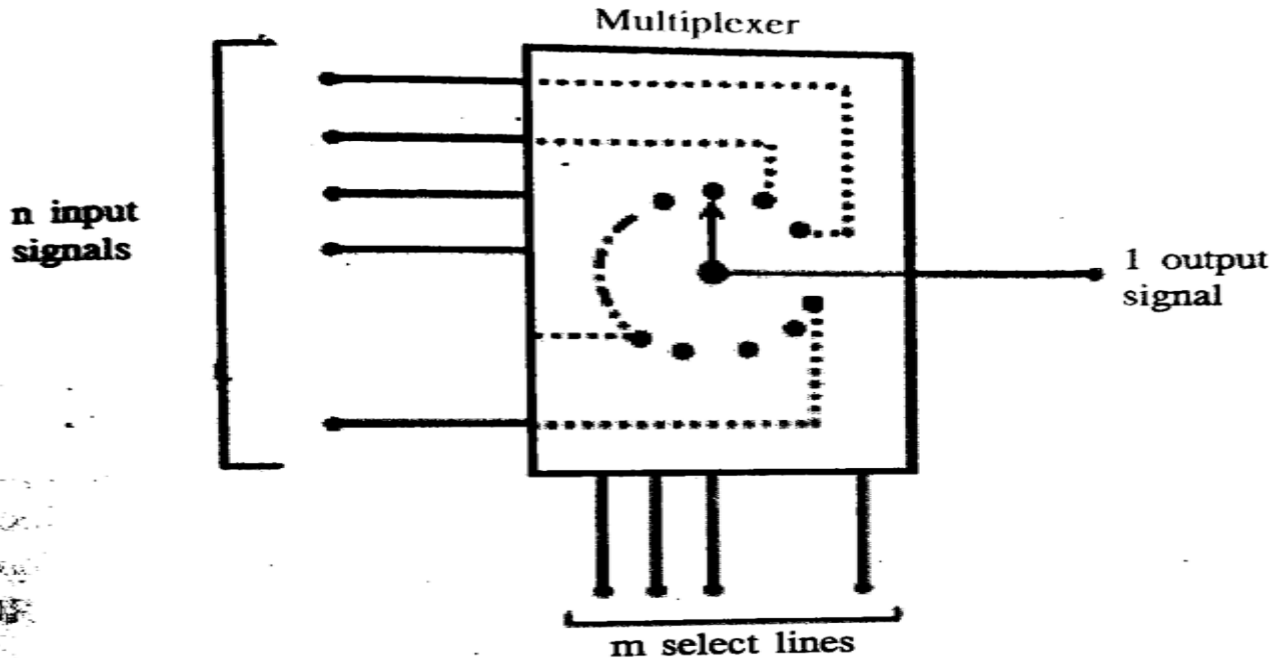 Multiplexer
n input
signals
1 output
signal
m select lines